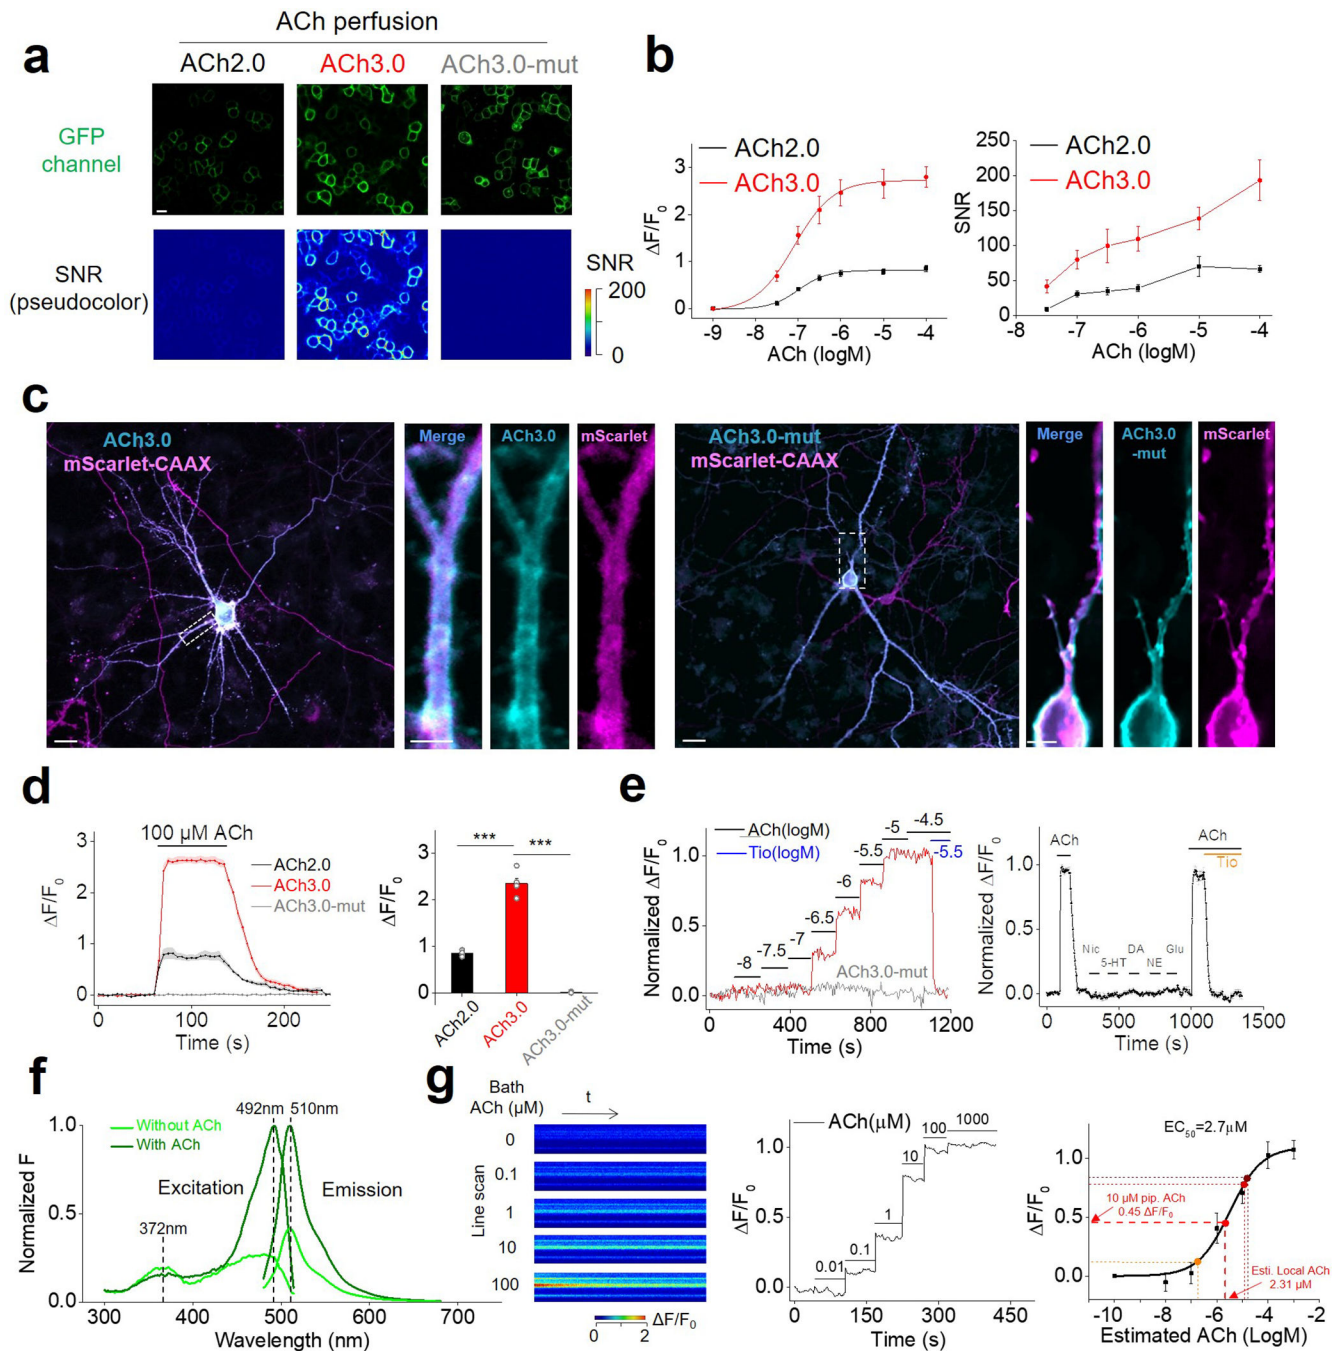 ACh perfusion
a
ACh2.0 ACh3.0 ACh3.0-mut
GFP
channel
SNR
(pseudocolor)
SNR
200
0
b
ΔF/F0
3
2
1
0
ACh2.0
ACh3.0
-9 -8 -7 -6 -5 -4
ACh (logM)
SNR
250
200
150
100
50
0
ACh2.0
ACh3.0
-8 -7 -6 -5 -4
ACh (logM)
c
ACh3.0
mScarlet-CAAX
Merge
ACh3.0
mScarlet
ACh3.0-mut
mScarlet-CAAX
Merge
ACh3.0
-mut
mScarlet
d
100 μM ACh
ΔF/F0
3
2
1
0
ACh2.0
ACh3.0
ACh3.0-mut
0 100 200
Time (s)
ΔF/F0
3
2
1
0
*** ***
ACh2.0
ACh3.0
ACh3.0-mut
e
Normalized ΔF/F0
1.0
0.5
0.0
ACh(logM)
Tio(logM)
-8
-7.5
-7
-6.5
-6
-5.5
-5
-4.5
-5.5
ACh3.0-mut
0 400 800 1200
Time (s)
Normalized ΔF/F0
1.0
0.5
0.0
ACh
Nic
5-HT
DA
NE
Glu
ACh
Tio
0 500 1000 1500
Time (s)
f
Normalized F
1.0
0.5
0.0
Without ACh
With ACh
492nm 510nm
Excitation
Emission
372nm
300 400 500 600 700
Wavelength (nm)
g
Bath
ACh (μM)
t
Line scan
0
0.1
1
10
100
0 2
ΔF/F0
ΔF/F0
1.0
0.5
0.0
ACh(μM)
0.01
0.1
1
10
100
1000
0 150 300 450
Time (s)
ΔF/F0
1.0
0.5
0.0
EC50=2.7μM
10 μM pip. ACh
0.45 ΔF/F0
Esti. Local ACh
2.31 μM
-10 -8 -6 -4 -2
Estimated ACh (LogM)